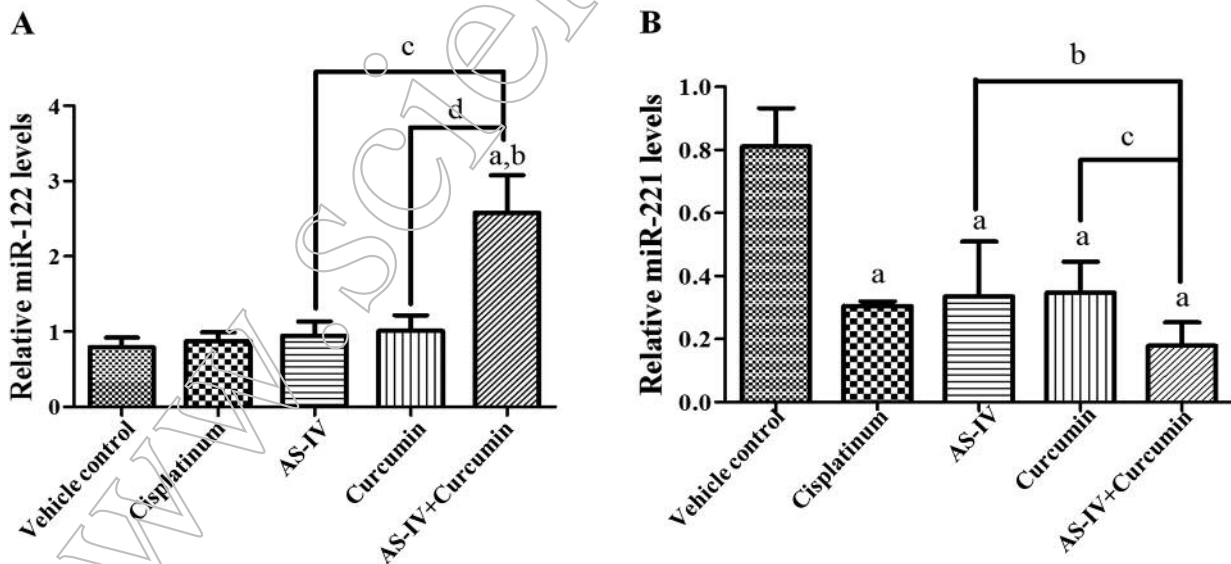 A
c
d
a,b
Relative miR-122 levels
4
3
2
1
0
Vehicle control
Cisplatinum
AS-IV
Curcumin
AS-IV+Curcumin
B
b
c
a
a
a
a
Relative miR-221 levels
1.0
0.8
0.6
0.4
0.2
0.0
Vehicle control
Cisplatinum
AS-IV
Curcumin
AS-IV+Curcumin
www.scien